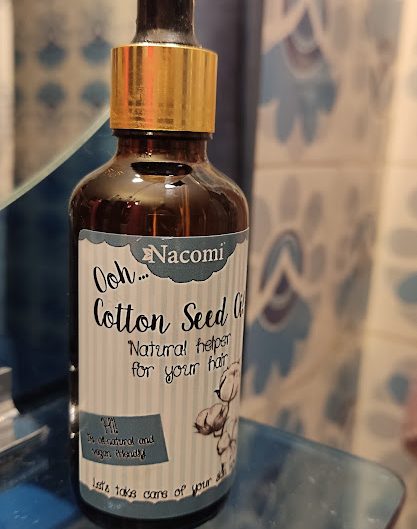 Nacomi
Ooh...
Cotton Seed
Natural helper
for your hair
Hi!
I'm all-natural and
vegan friendly!
Let's take care of your